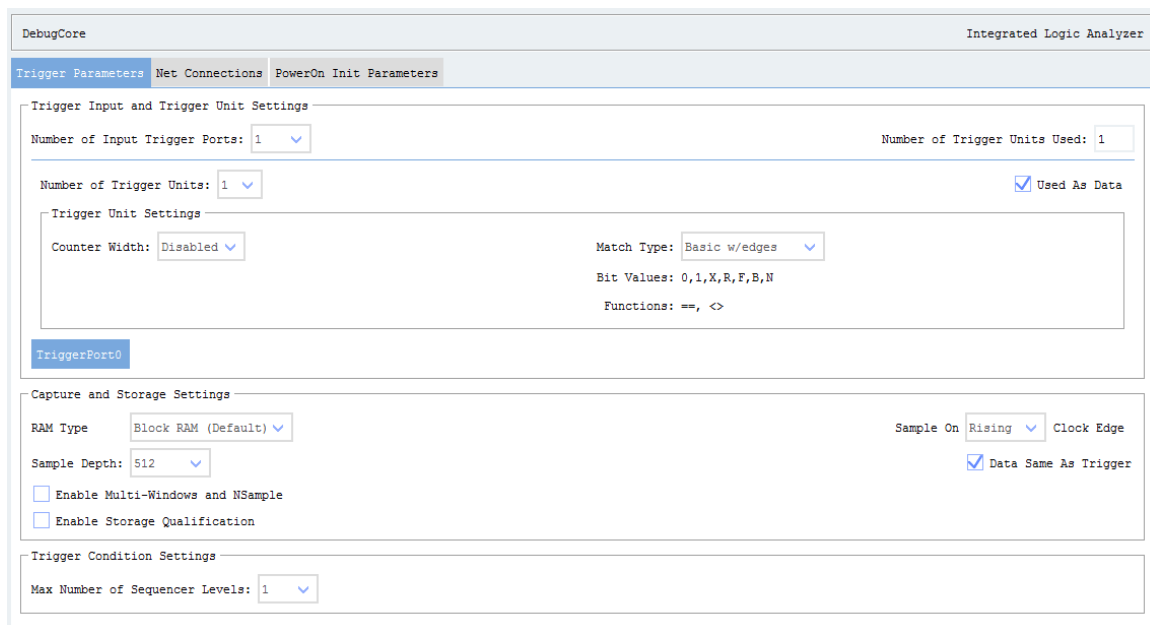 DebugCore Integrated Logic Analyzer
Trigger Parameters Net Connections PowerOn Init Parameters
Trigger Input and Trigger Unit Settings
Number of Input Trigger Ports: 1 Number of Trigger Units Used: 1
Number of Trigger Units: 1 Used As Data
Trigger Unit Settings
Counter Width: Disabled Match Type: Basic w/edges
Bit Values: 0,1,X,R,F,B,N
Functions: ==, <>
TriggerPort0
Capture and Storage Settings
RAM Type Block RAM (Default) Sample On Rising Clock Edge
Sample Depth: 512 Data Same As Trigger
Enable Multi-Windows and NSample
Enable Storage Qualification
Trigger Condition Settings
Max Number of Sequencer Levels: 1